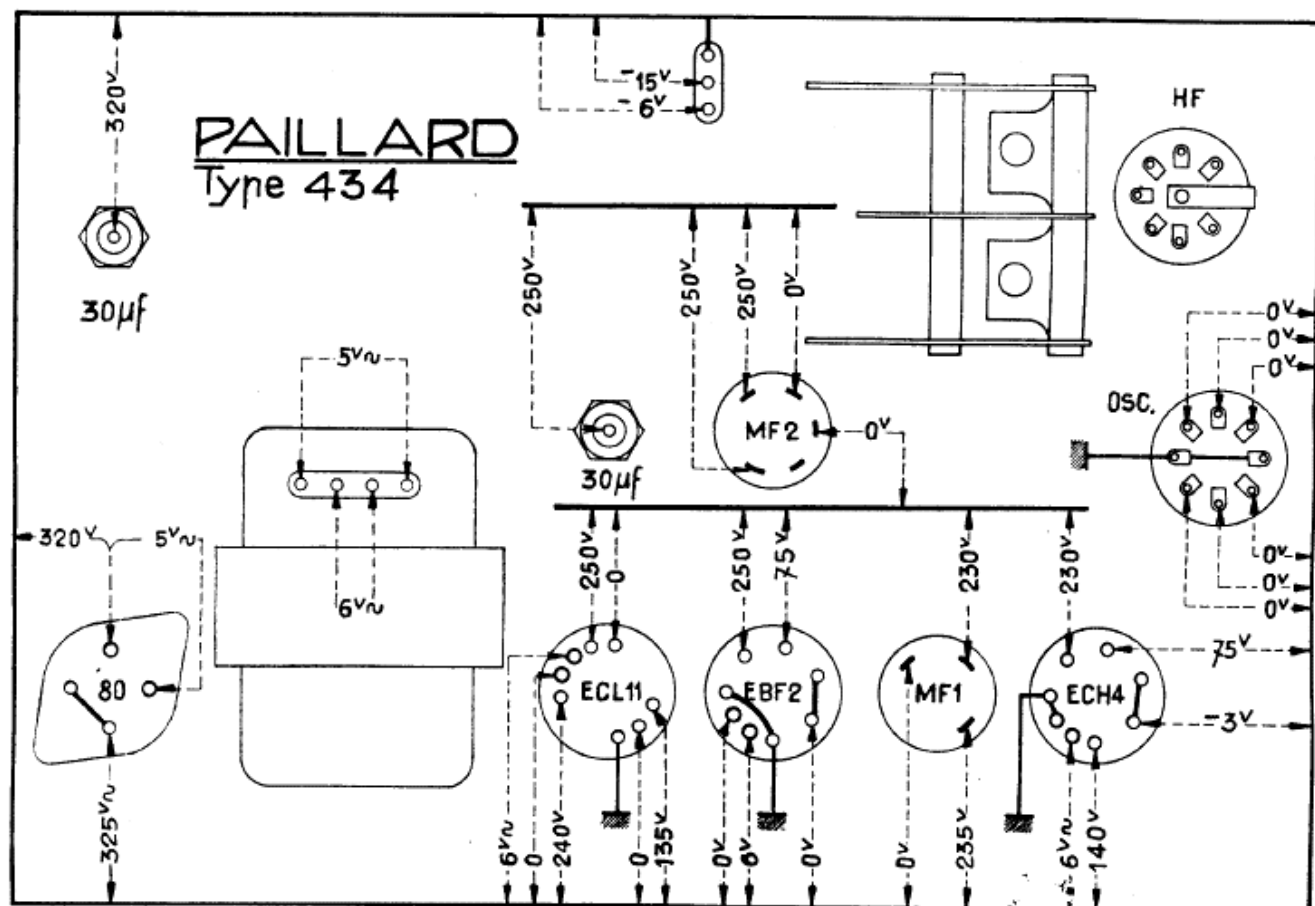 320V
-15V
-6V
PAILLARD
Type 434
HF
30µf
250V
250V
250V
0V
0V
0V
0V
5V~
MF2
0V
OSC.
30µf
320V
5V~
6V~
250V
0
250V
75V
230V
230V
0V
0V
0V
75V
80
ECL11
EBF2
MF1
ECH4
-3V
325V~
6V~
0
240V
0
135V
0V
6V
0V
0V
235V
6V~
140V